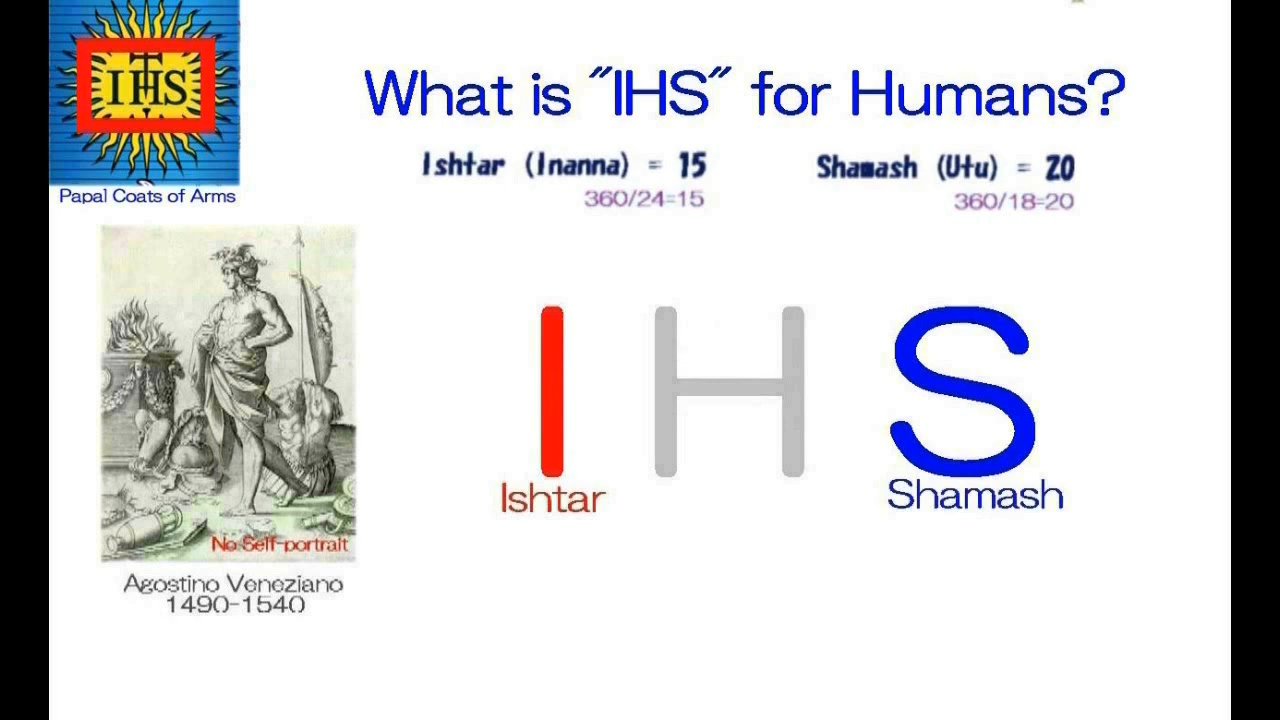 IHS
Papal Coats of Arms
What is "IHS" for Humans?
Ishtar (Inanna) = 15
360/24=15
Shamash (Utu) = 20
360/18=20
I H S
Ishtar
Shamash
No Self-portrait
Agostino Veneziano
1490-1540